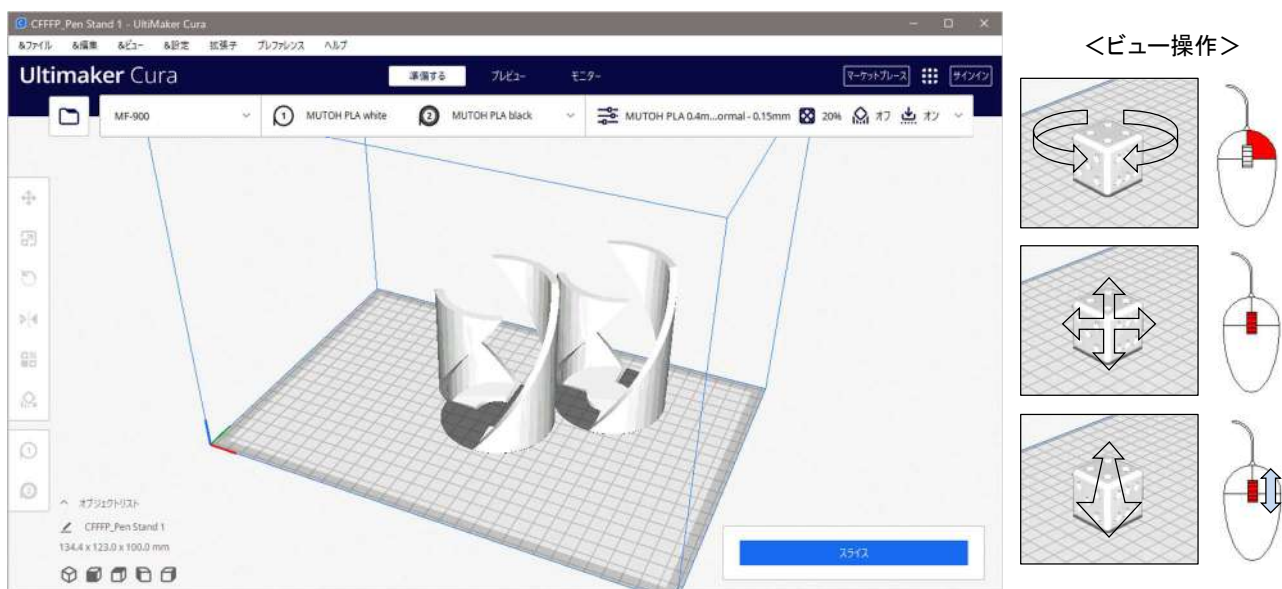 CFFFP_Pen Stand 1 - UltiMaker Cura
&ファイル &編集 &ビュー &設定 拡張子 プレファレンス ヘルプ
Ultimaker Cura 準備する プレビュー モニター マーケットプレース サインイン
MF-900 1 MUTOH PLA white 2 MUTOH PLA black MUTOH PLA 0.4m...ormal - 0.15mm 20% オフ オン
オブジェクトリスト
CFFFP_Pen Stand 1
134.4 x 123.0 x 100.0 mm
スライス
<ビュー操作>